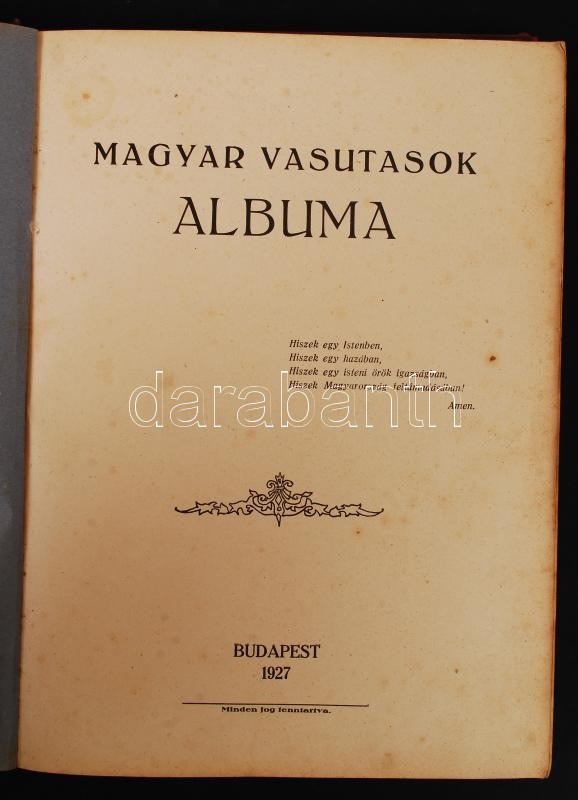 MAGYAR VASUTASOK
ALBUMA
Hiszek egy Istenben,
Hiszek egy hazában,
Hiszek egy isteni örök igazságban,
Hiszek Magyarország feltámadásában!
Amen.
darabanth
BUDAPEST
1927
Minden jog fenntartva.